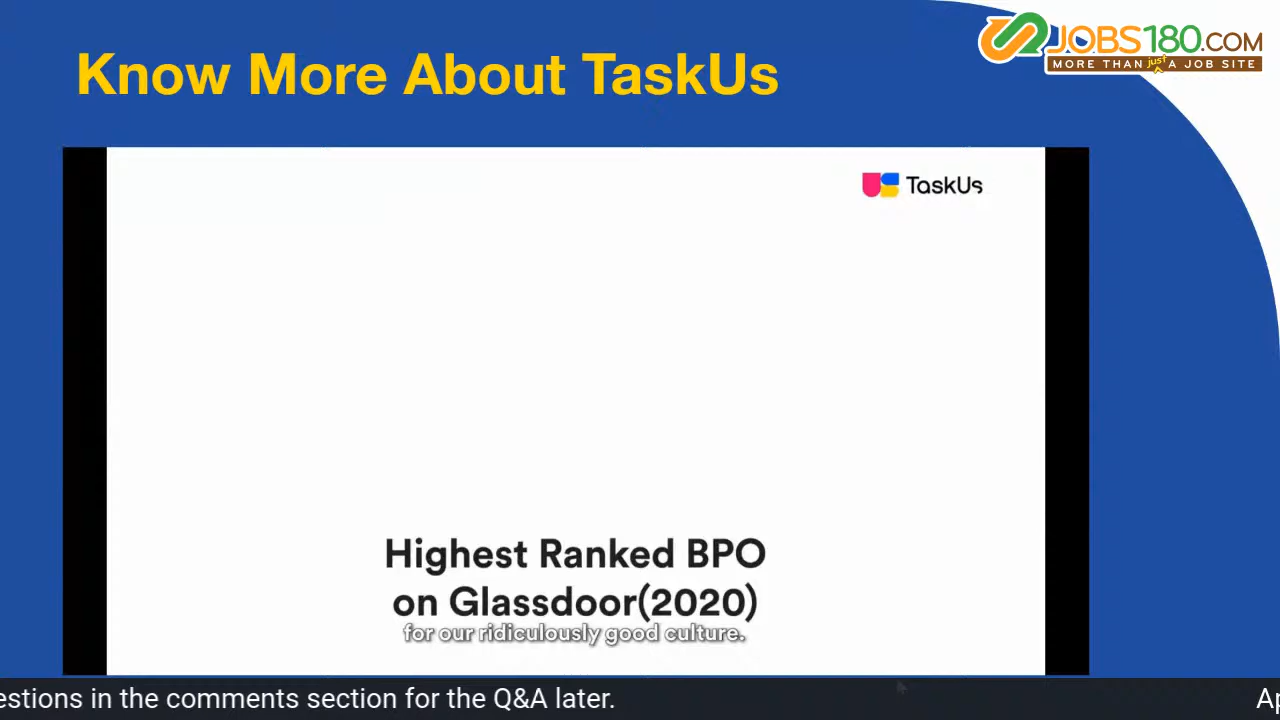 Know More About TaskUs
JOBS180.COM
MORE THAN just A JOB SITE
TaskUs
Highest Ranked BPO
on Glassdoor(2020)
for our ridiculously good culture.
estions in the comments section for the Q&A later.
Ap